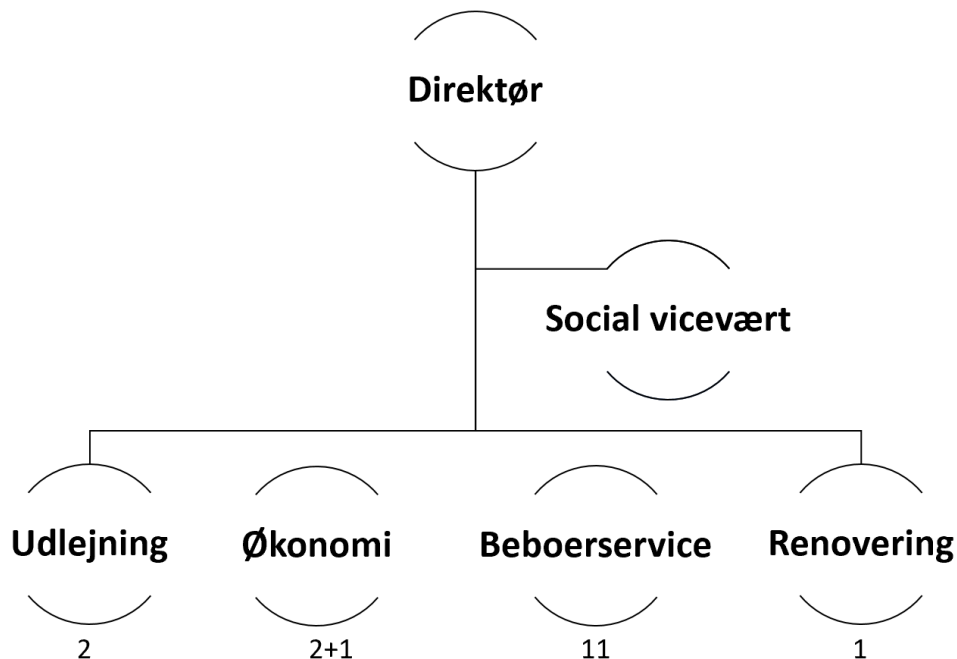 Direktør
Social vicevært
Udlejning
Økonomi
Beboerservice
Renovering
2
2+1
11
1